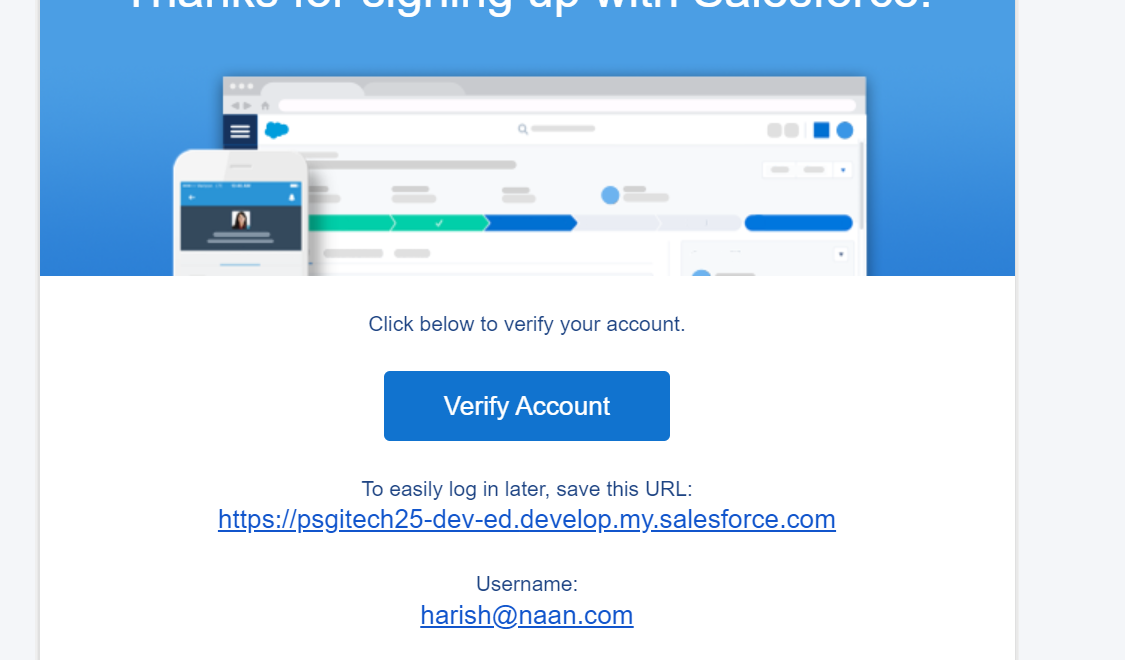 Thanks for signing up with Salesforce!
Click below to verify your account.
Verify Account
To easily log in later, save this URL:
https://psgitech25-dev-ed.develop.my.salesforce.com
Username:
harish@naan.com